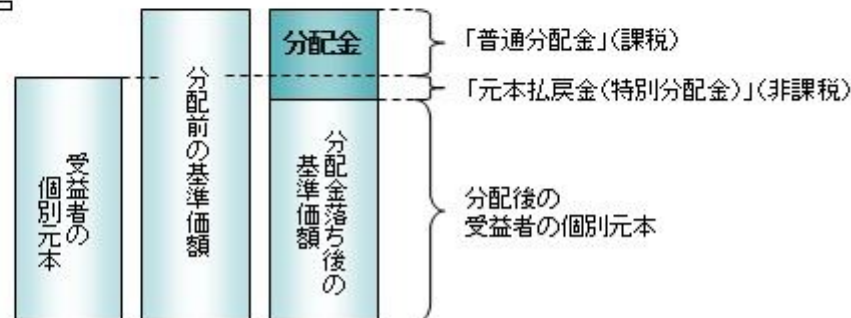 受益者の
個別元本
分配前の基準価額
分配金
分配金落ち後の
基準価額
「普通分配金」(課税)
「元本払戻金(特別分配金)」(非課税)
分配後の
受益者の個別元本